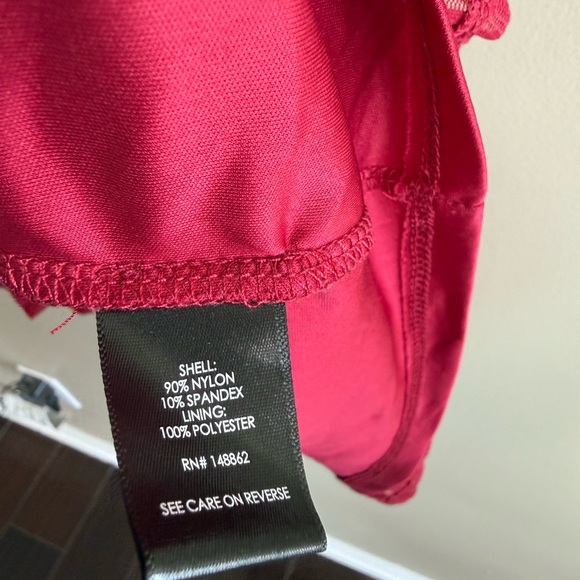 SHELL:
90% NYLON
10% SPANDEX
LINING:
100% POLYESTER
RN# 148862
SEE CARE ON REVERSE